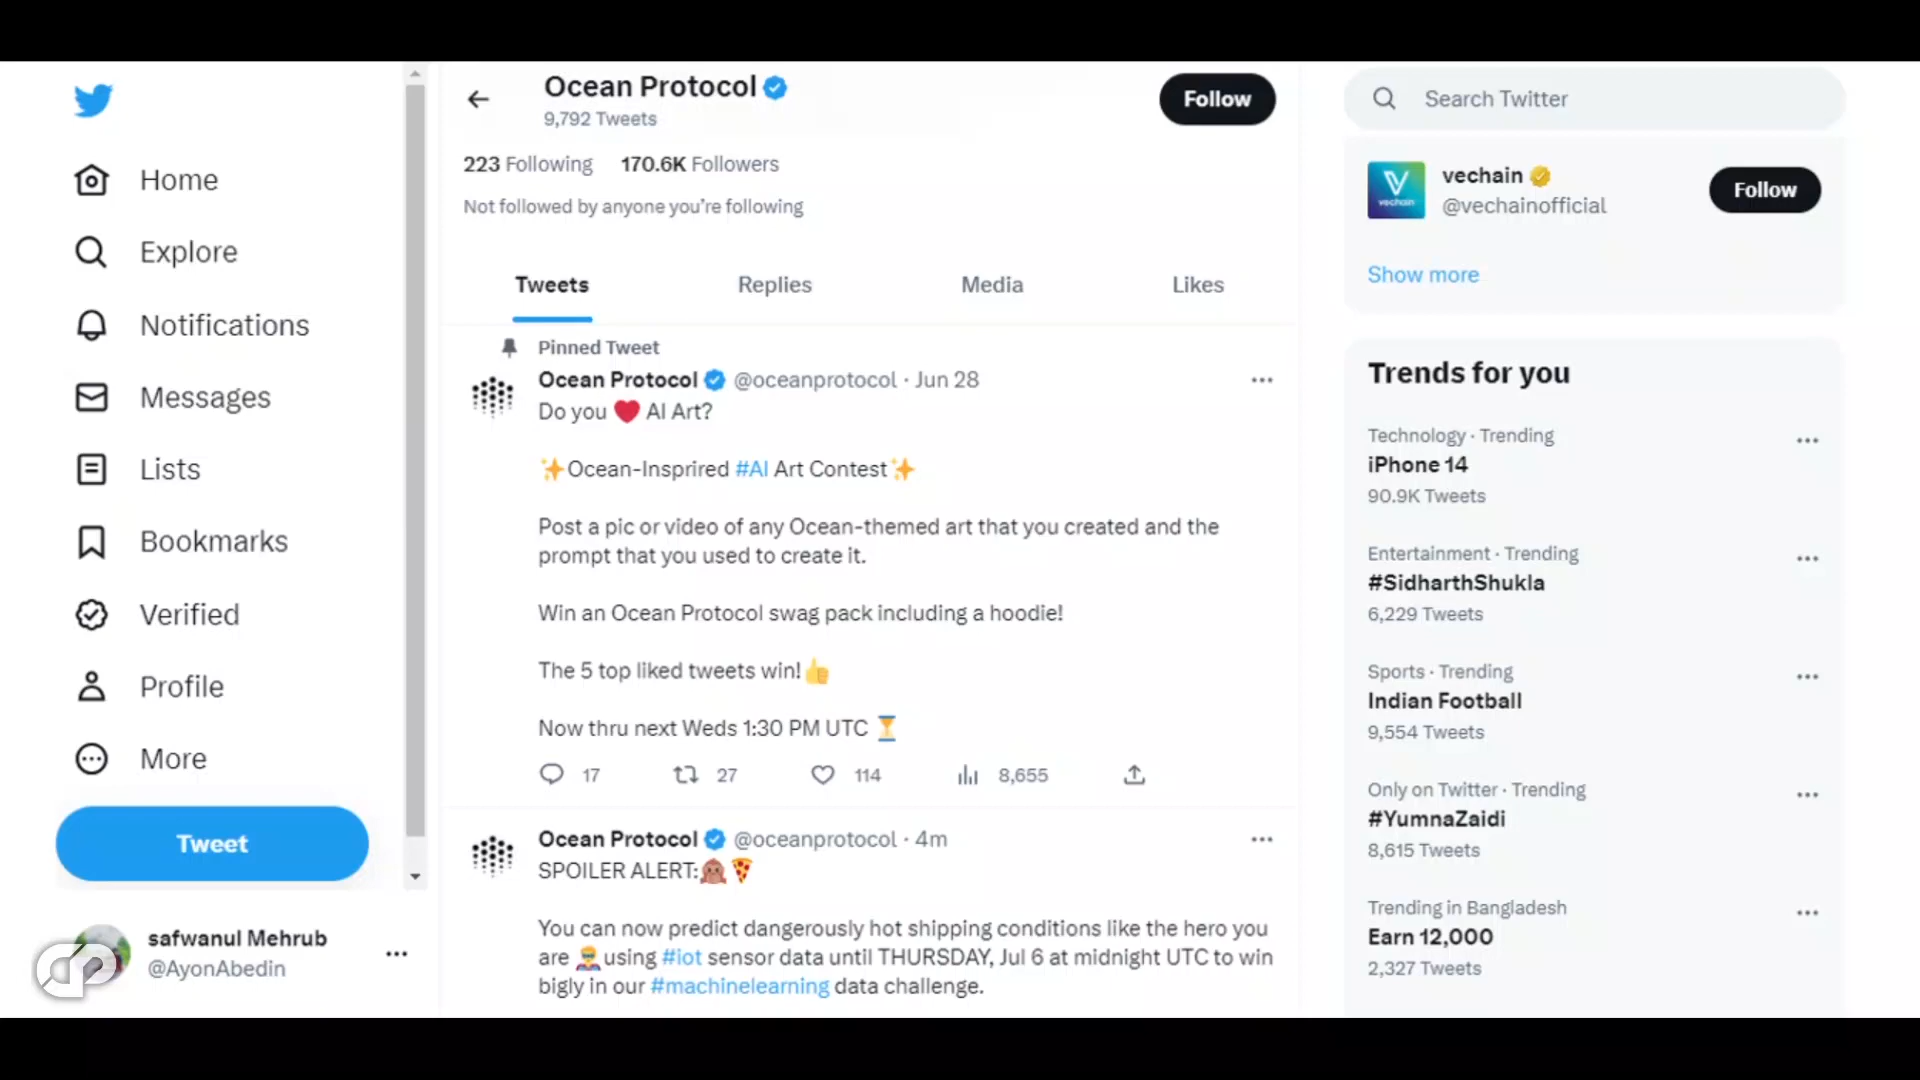 Home
Explore
Notifications
Messages
Lists
Bookmarks
Verified
Profile
More
Tweet
safwanul Mehrub
@AyonAbedin
Ocean Protocol
9,792 Tweets
Follow
223 Following 170.6K Followers
Not followed by anyone you’re following
Tweets Replies Media Likes
Pinned Tweet
Ocean Protocol @oceanprotocol · Jun 28
Do you ❤️ AI Art?
✨Ocean-Insprired #AI Art Contest✨
Post a pic or video of any Ocean-themed art that you created and the
prompt that you used to create it.
Win an Ocean Protocol swag pack including a hoodie!
The 5 top liked tweets win!👍
Now thru next Weds 1:30 PM UTC ⏳
17 27 114 8,655
Ocean Protocol @oceanprotocol · 4m
SPOILER ALERT:🙊🍕
You can now predict dangerously hot shipping conditions like the hero you
are 🦸using #iot sensor data until THURSDAY, Jul 6 at midnight UTC to win
bigly in our #machinelearning data challenge.
Search Twitter
vechain
vechain
@vechainofficial
Follow
Show more
Trends for you
Technology · Trending
iPhone 14
90.9K Tweets
Entertainment · Trending
#SidharthShukla
6,229 Tweets
Sports · Trending
Indian Football
9,554 Tweets
Only on Twitter · Trending
#YumnaZaidi
8,615 Tweets
Trending in Bangladesh
Earn 12,000
2,327 Tweets